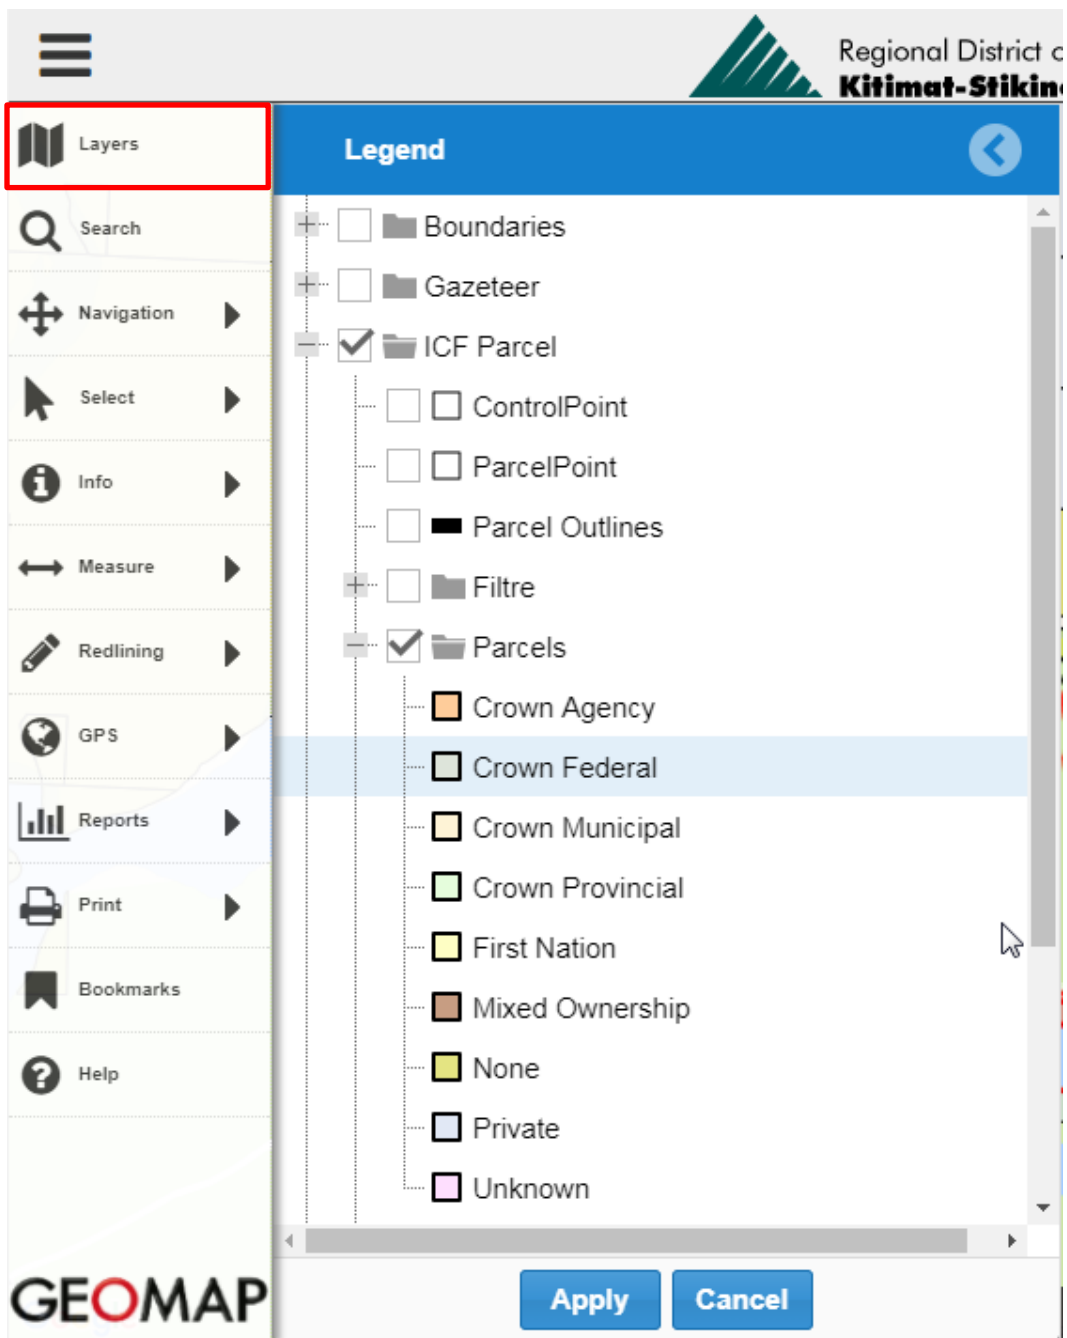 Regional District
Kitimat-Stikin
Layers
Search
Navigation
Select
Info
Measure
Redlining
GPS
Reports
Print
Bookmarks
Help
GEOMAP
Legend
Boundaries
Gazeteer
ICF Parcel
ControlPoint
ParcelPoint
Parcel Outlines
Filtre
Parcels
Crown Agency
Crown Federal
Crown Municipal
Crown Provincial
First Nation
Mixed Ownership
None
Private
Unknown
Apply
Cancel